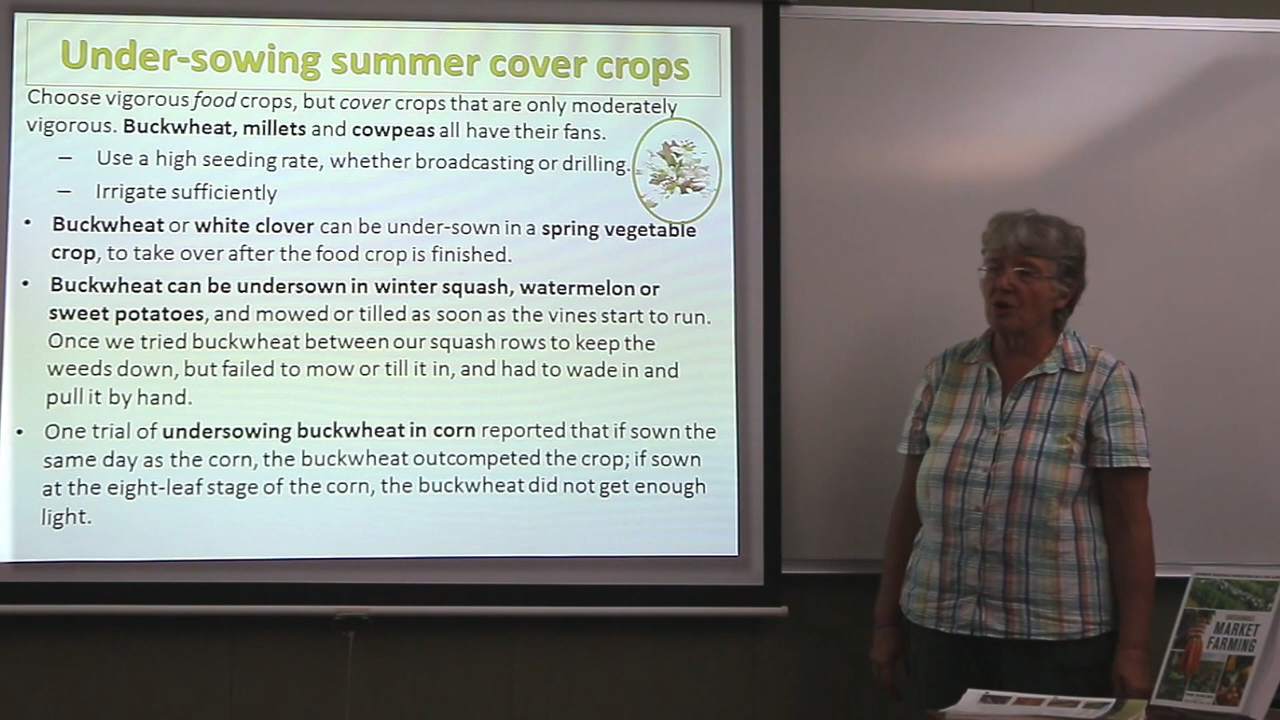 Under-sowing summer cover crops
Choose vigorous food crops, but cover crops that are only moderately
vigorous. Buckwheat, millets and cowpeas all have their fans.
– Use a high seeding rate, whether broadcasting or drilling.
– Irrigate sufficiently
• Buckwheat or white clover can be under-sown in a spring vegetable
crop, to take over after the food crop is finished.
• Buckwheat can be undersown in winter squash, watermelon or
sweet potatoes, and mowed or tilled as soon as the vines start to run.
Once we tried buckwheat between our squash rows to keep the
weeds down, but failed to mow or till it in, and had to wade in and
pull it by hand.
• One trial of undersowing buckwheat in corn reported that if sown the
same day as the corn, the buckwheat outcompeted the crop; if sown
at the eight-leaf stage of the corn, the buckwheat did not get enough
light.
MARKET
FARMING